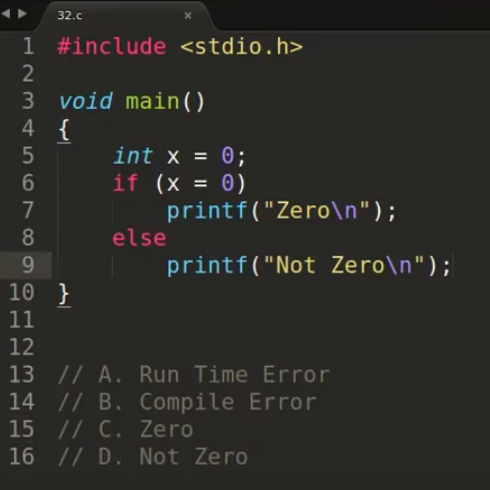 32.c ×
1 #include <stdio.h>
2
3 void main()
4 {
5     int x = 0;
6     if (x = 0)
7         printf("Zero\n");
8     else
9         printf("Not Zero\n");
10 }
11
12
13 // A. Run Time Error
14 // B. Compile Error
15 // C. Zero
16 // D. Not Zero